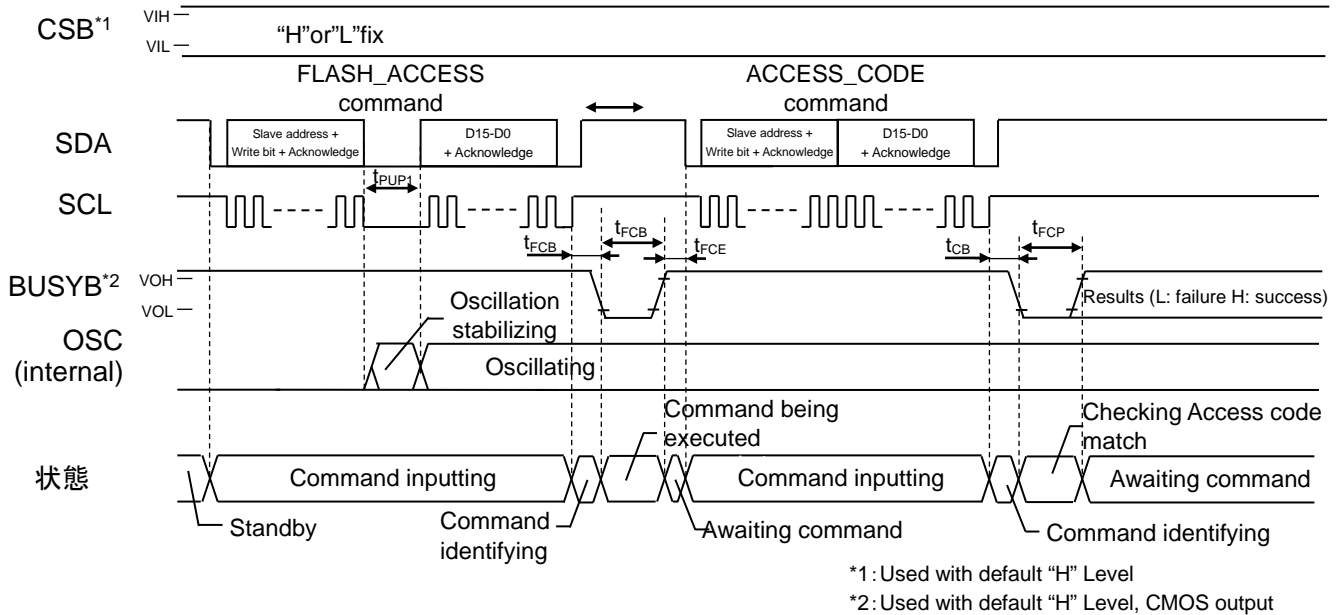 CSB*1
VIH
VIL
“H”or”L”fix
FLASH_ACCESS
command
ACCESS_CODE
command
SDA
Slave address +
Write bit + Acknowledge
D15-D0
+ Acknowledge
Slave address +
Write bit + Acknowledge
D15-D0
+ Acknowledge
tPUP1
SCL
tFCB
tFCB
tFCE
tCB
tFCP
BUSYB*2
VOH
VOL
Results (L: failure H: success)
Oscillation
stabilizing
OSC
(internal)
Oscillating
Command being
executed
Checking Access code
match
状態
Command inputting
Command inputting
Awaiting command
Standby
Command
identifying
Awaiting command
Command identifying
*1:Used with default “H” Level
*2:Used with default “H” Level, CMOS output